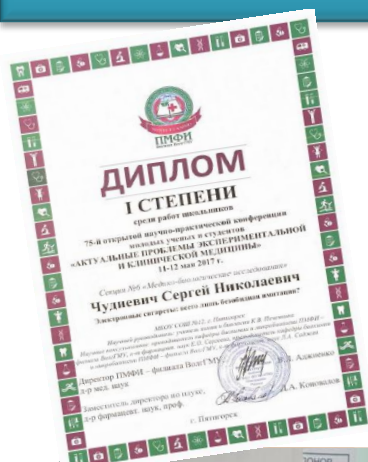 ПМФИ
ДИПЛОМ
I СТЕПЕНИ
среди работ школьников
75-й открытой научно-практической конференции
молодых ученых и студентов
«АКТУАЛЬНЫЕ ПРОБЛЕМЫ ЭКСПЕРИМЕНТАЛЬНОЙ
И КЛИНИЧЕСКОЙ МЕДИЦИНЫ»
11-12 мая 2017 г.
Секция №6 «Медико-биологические исследования»
Чудиевич Сергей Николаевич
Электронные сигареты: всего лишь безобидная имитация?
МБОУ СОШ №12, г. Пятигорск
Директор ПМФИ – филиала ВолгГМУ
д-р мед. наук
В.Л. Аджиенко
Заместитель директора по науке,
д-р фармацевт. наук, проф.
Д.А. Коновалов
г. Пятигорск